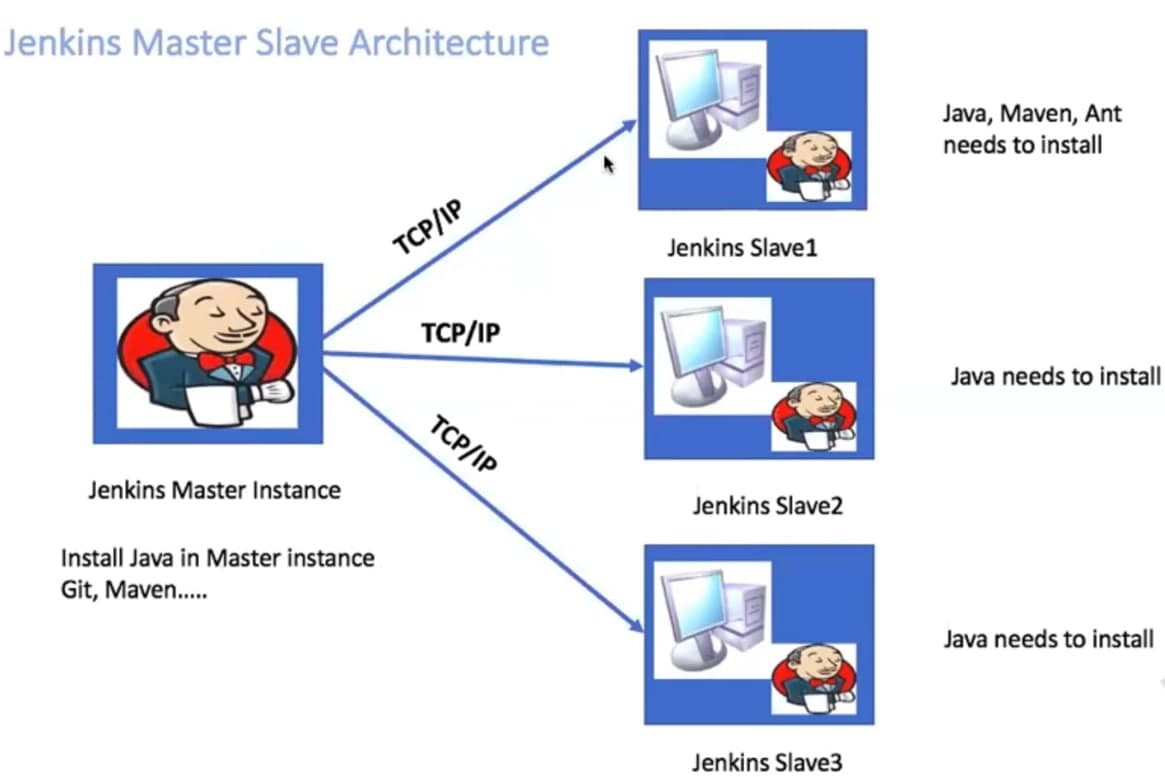 Jenkins Master Slave Architecture
Java, Maven, Ant
needs to install
TCP/IP
Jenkins Slave1
TCP/IP
Java needs to install
TCP/IP
Jenkins Master Instance
Jenkins Slave2
Install Java in Master instance
Git, Maven.....
Java needs to install
Jenkins Slave3